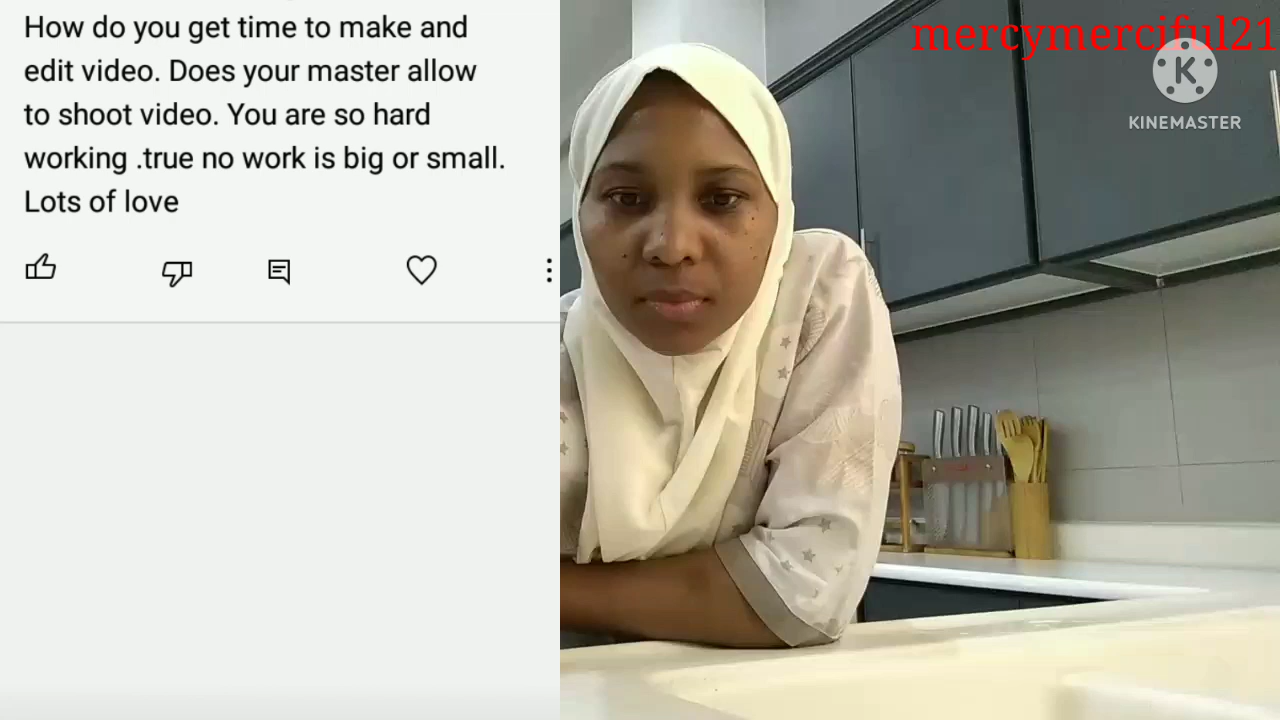 How do you get time to make and
edit video. Does your master allow
to shoot video. You are so hard
working .true no work is big or small.
Lots of love
mercymerciful21
KINEMASTER